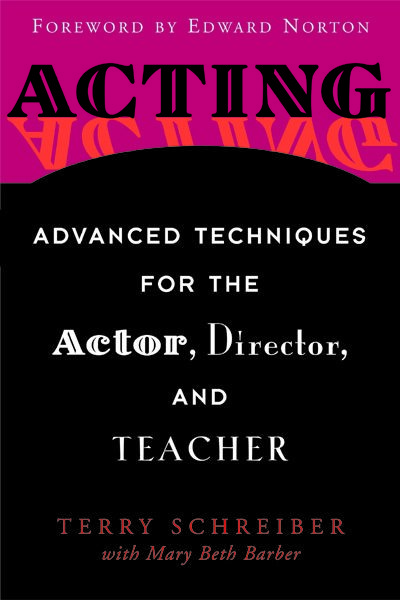 FOREWORD BY EDWARD NORTON
ACTING
ACTING
ADVANCED TECHNIQUES
FOR THE
Actor, Director,
AND
TEACHER
TERRY SCHREIBER
with Mary Beth Barber